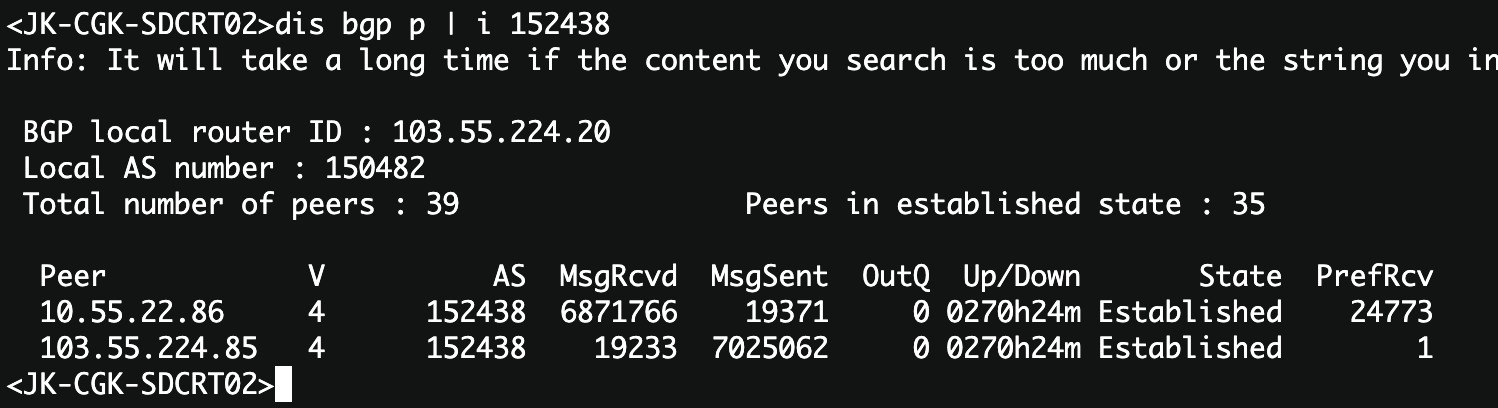 <JK-CGK-SDCRT02>dis bgp p | i 152438
Info: It will take a long time if the content you search is too much or the string you in
BGP local router ID : 103.55.224.20
Local AS number : 150482
Total number of peers : 39                 Peers in established state : 35
Peer            V          AS  MsgRcvd  MsgSent  OutQ  Up/Down       State  PrefRcv
10.55.22.86     4      152438  6871766    19371     0 0270h24m Established    24773
103.55.224.85   4      152438    19233  7025062     0 0270h24m Established        1
<JK-CGK-SDCRT02>